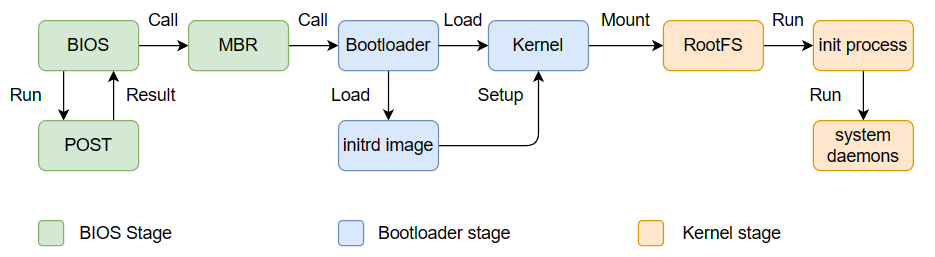 Call
Call
Load
Mount
Run
BIOS
MBR
Bootloader
Kernel
RootFS
init process
Run
Result
Load
Setup
Run
POST
initrd image
system
daemons
BIOS Stage
Bootloader stage
Kernel stage